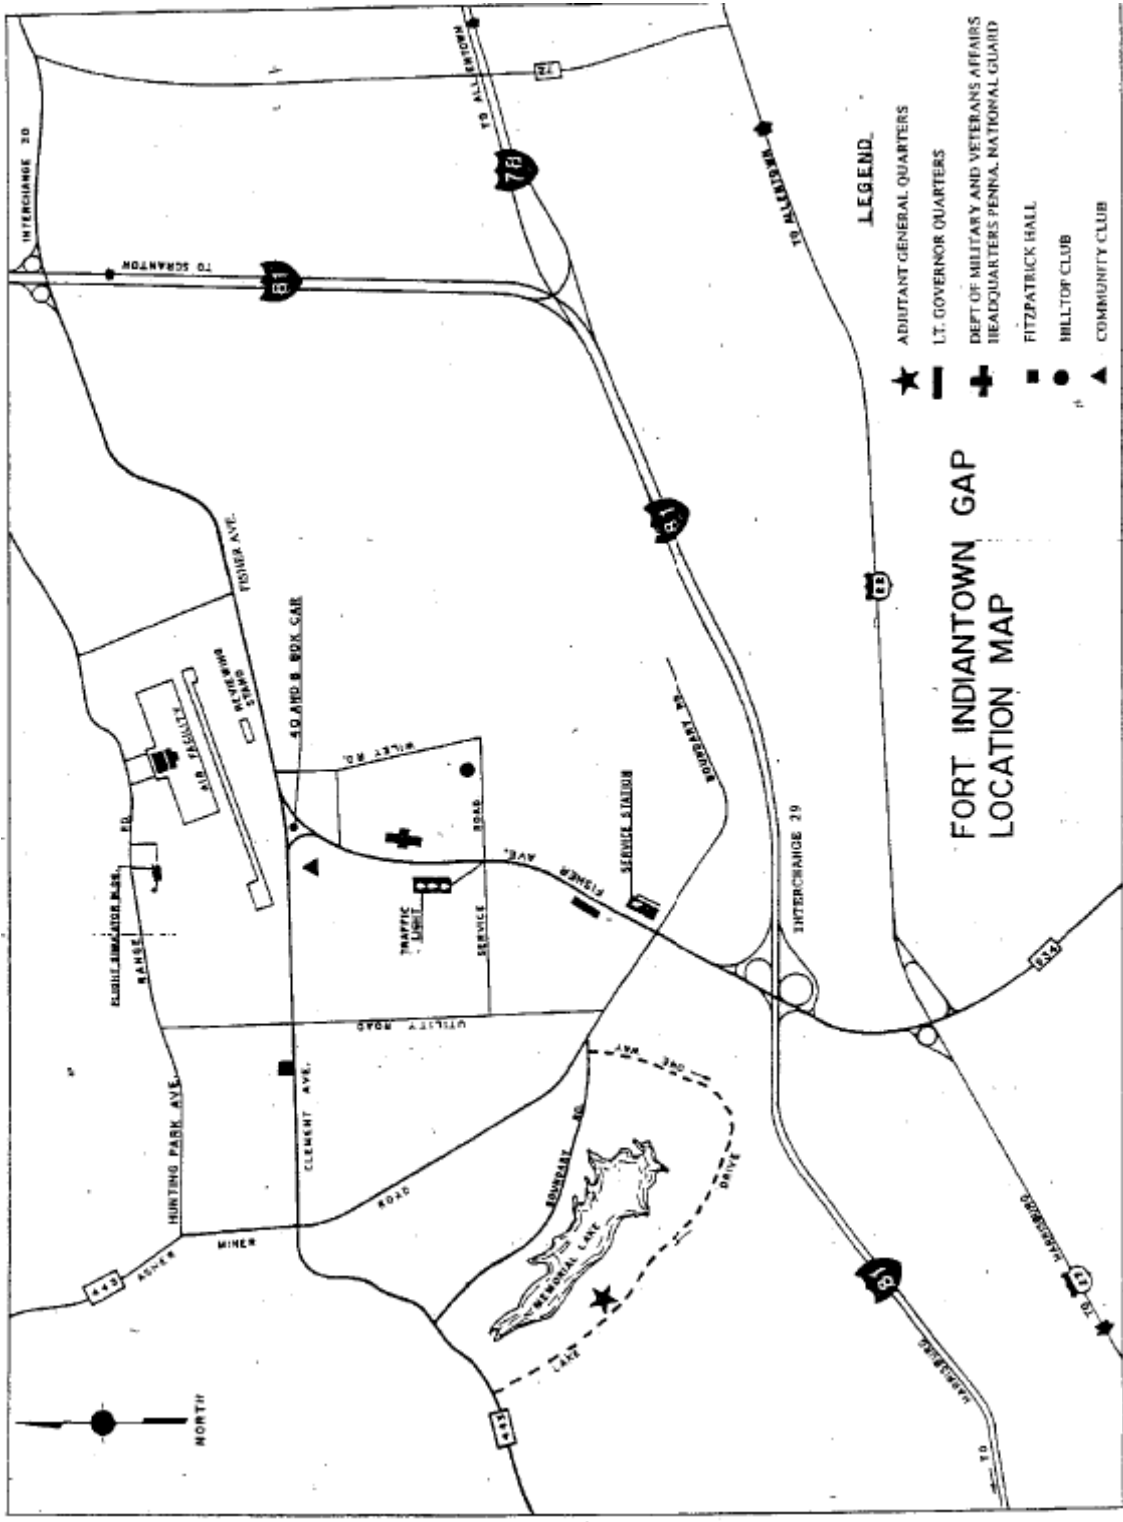 FORT INDIANTOWN GAP
LOCATION MAP
LEGEND
ADJUTANT GENERAL QUARTERS
LT. GOVERNOR QUARTERS
DEPT OF MILITARY AND VETERANS AFFAIRS
HEADQUARTERS PENNA. NATIONAL GUARD
FITZPATRICK HALL
HILLTOP CLUB
COMMUNITY CLUB
NORTH
443
ASHER
MINER
ROAD
HUNTING PARK AVE.
RANGE
RD.
FLIGHT SIMULATOR BLDG.
AIR FACILITY
REVIEWING
STAND
FISHER AVE.
40 AND 8 BOX CAR
INTERCHANGE 30
TO SCRANTON
81
TO ALLENTOWN
78
CLEMENT AVE.
UTILITY ROAD
TRAFFIC
LIGHT
SERVICE
ROAD
WILEY RD.
FISHER
AVE.
SERVICE STATION
BOUNDARY RD.
BOUNDARY
RD.
443
MEMORIAL LAKE
LAKE
DRIVE
ONE
WAY
INTERCHANGE 29
81
81
TO
HARRISBURG
934
22
TO ALLENTOWN
TO
22
HARRISBURG